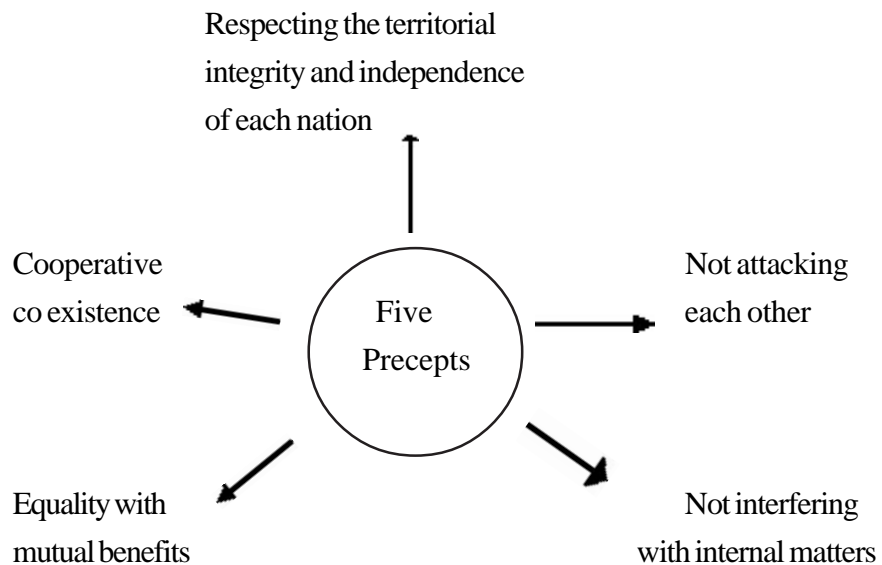 Respecting the territorial
integrity and independence
of each nation
Cooperative
co existence
Five
Precepts
Not attacking
each other
Equality with
mutual benefits
Not interfering
with internal matters